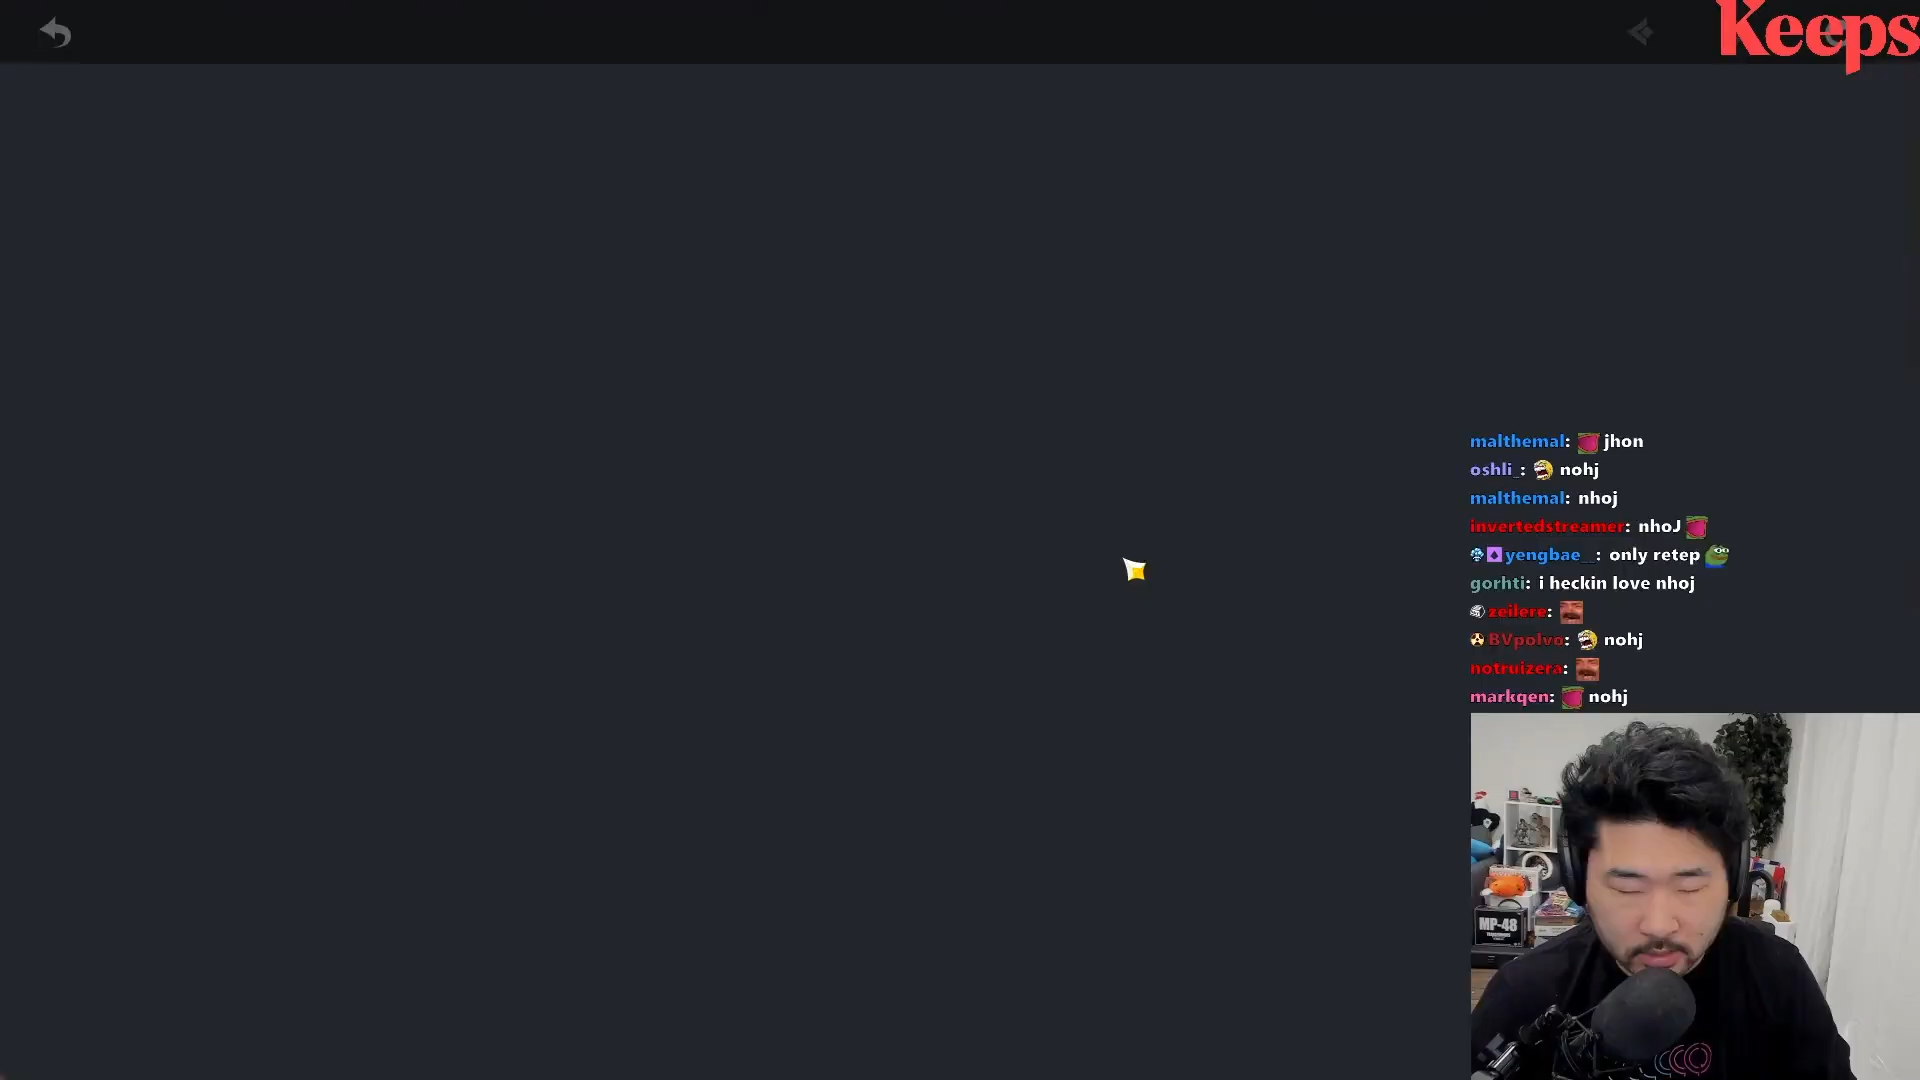 Keeps
malthemal: jhon
oshli_: nohj
malthemal: nhoj
invertedstreamer: nhoJ
yengbae__: only retep
gorhti: i heckin love nhoj
zeilere:
BVpolvo: nohj
notruizera:
markqen: nohj
MP-48